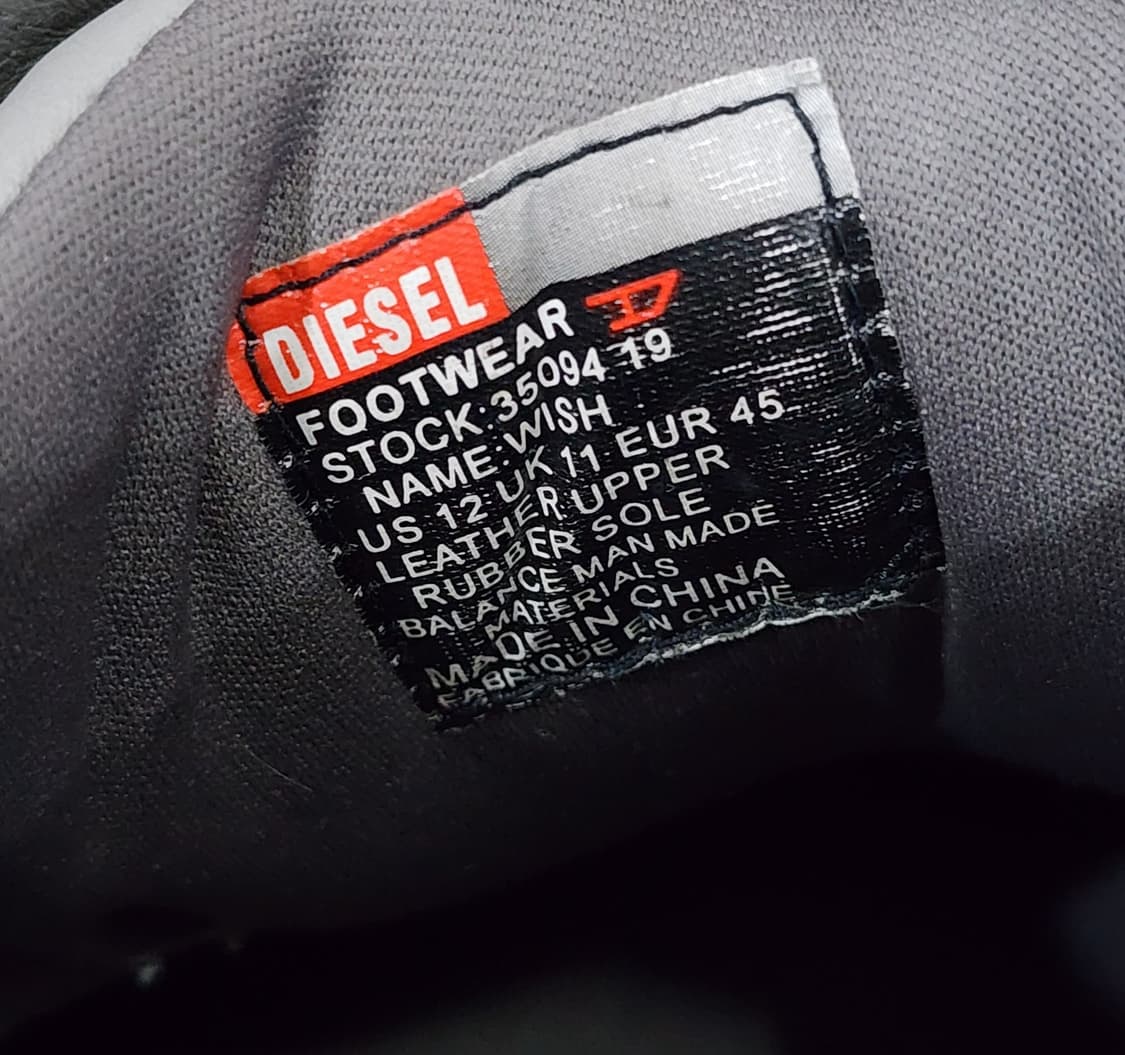 DIESEL
FOOTWEAR D
STOCK:35094 19
NAME:WISH
US 12 UK 11 EUR 45
LEATHER UPPER
RUBBER SOLE
BALANCE MAN MADE
MATERIALS
MADE IN CHINA
FABRIQUE EN CHINE